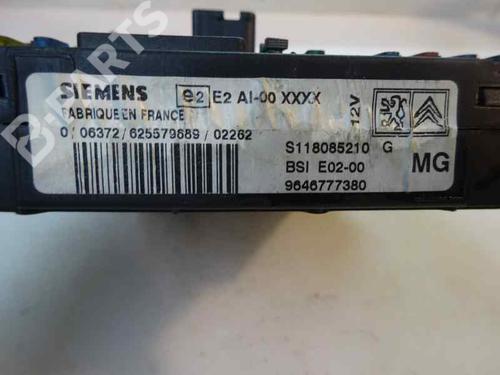 B-PARTS
SIEMENS e2 E2 AI-00 XXXX
FABRIQUE EN FRANCE
0/06372/625579689/02262
12V
S118085210 G
BSI E02-00 MG
9646777380